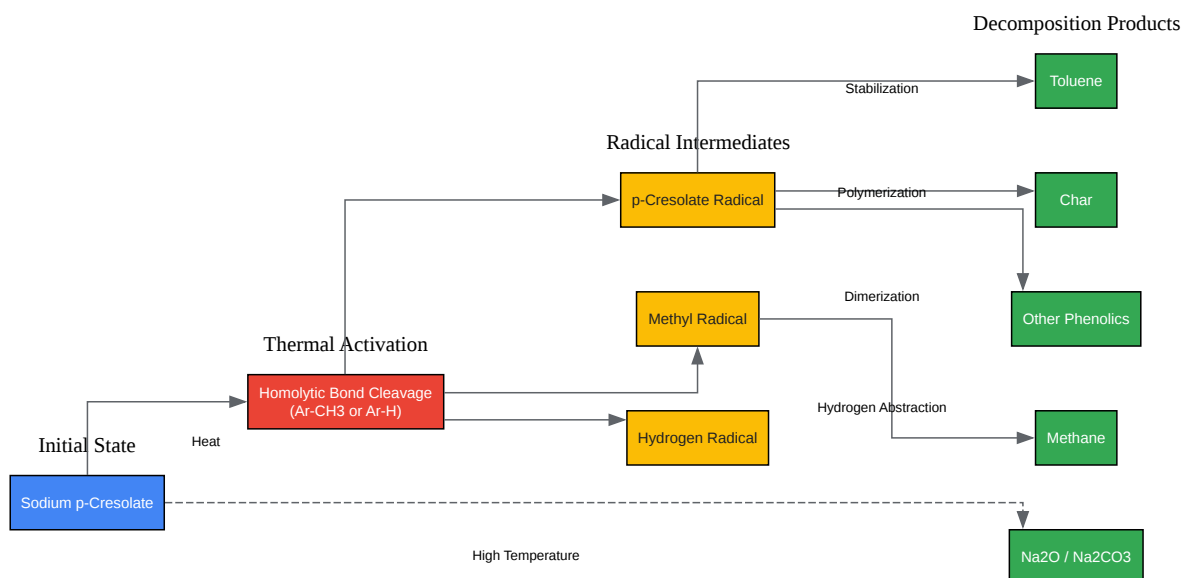 Decomposition Products
Toluene
Stabilization
Radical Intermediates
p-Cresolate Radical
Polymerization
Char
Methyl Radical
Dimerization
Other Phenolics
Thermal Activation
Homolytic Bond Cleavage
(Ar-CH3 or Ar-H)
Hydrogen Radical
Hydrogen Abstraction
Methane
Initial State
Heat
Sodium p-Cresolate
High Temperature
Na2O / Na2CO3